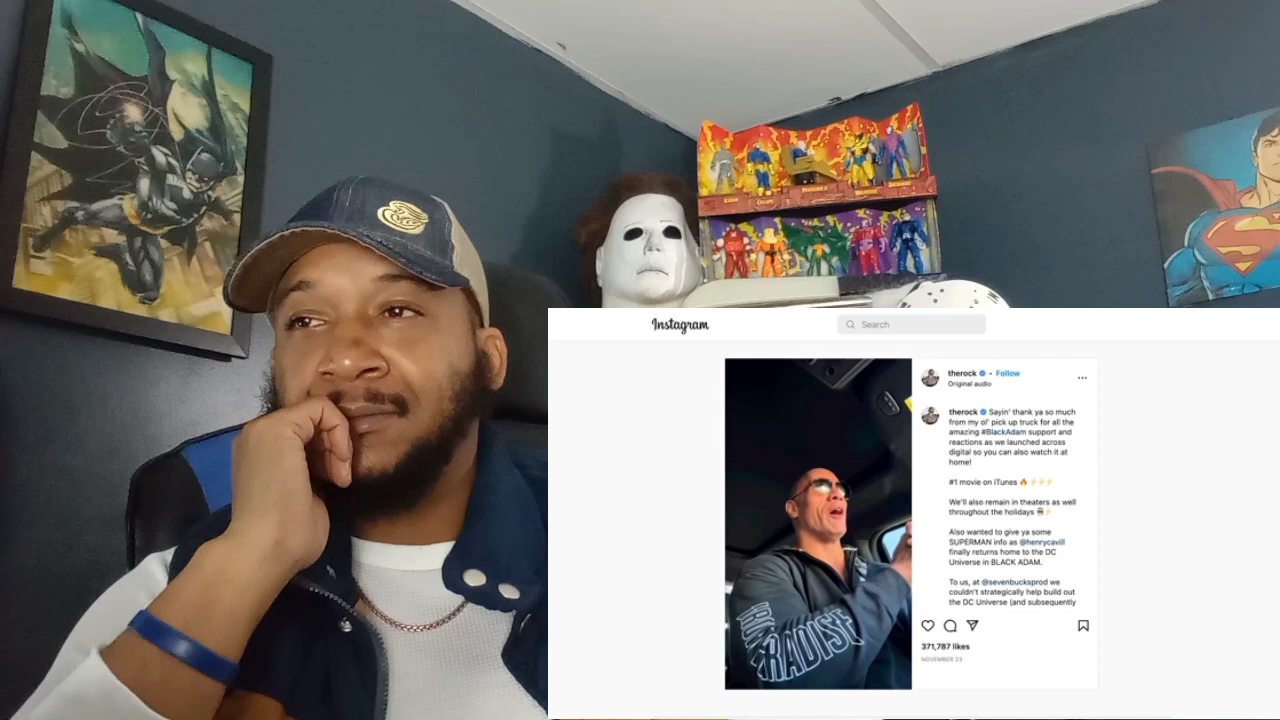 Instagram
Search
therock • Follow
Original audio
therock Sayin' thank ya so much
from my ol' pick up truck for all the
amazing #BlackAdam support and
reactions as we launched across
digital so you can also watch it at
home!
#1 movie on iTunes 🔥 ⚡⚡⚡
We'll also remain in theaters as well
throughout the holidays 🍿⚡
Also wanted to give ya some
SUPERMAN info as @henrycavill
finally returns home to the DC
Universe in BLACK ADAM.
To us, at @sevenbucksprod we
couldn't strategically help build out
the DC Universe (and subsequently
371,787 likes
NOVEMBER 23